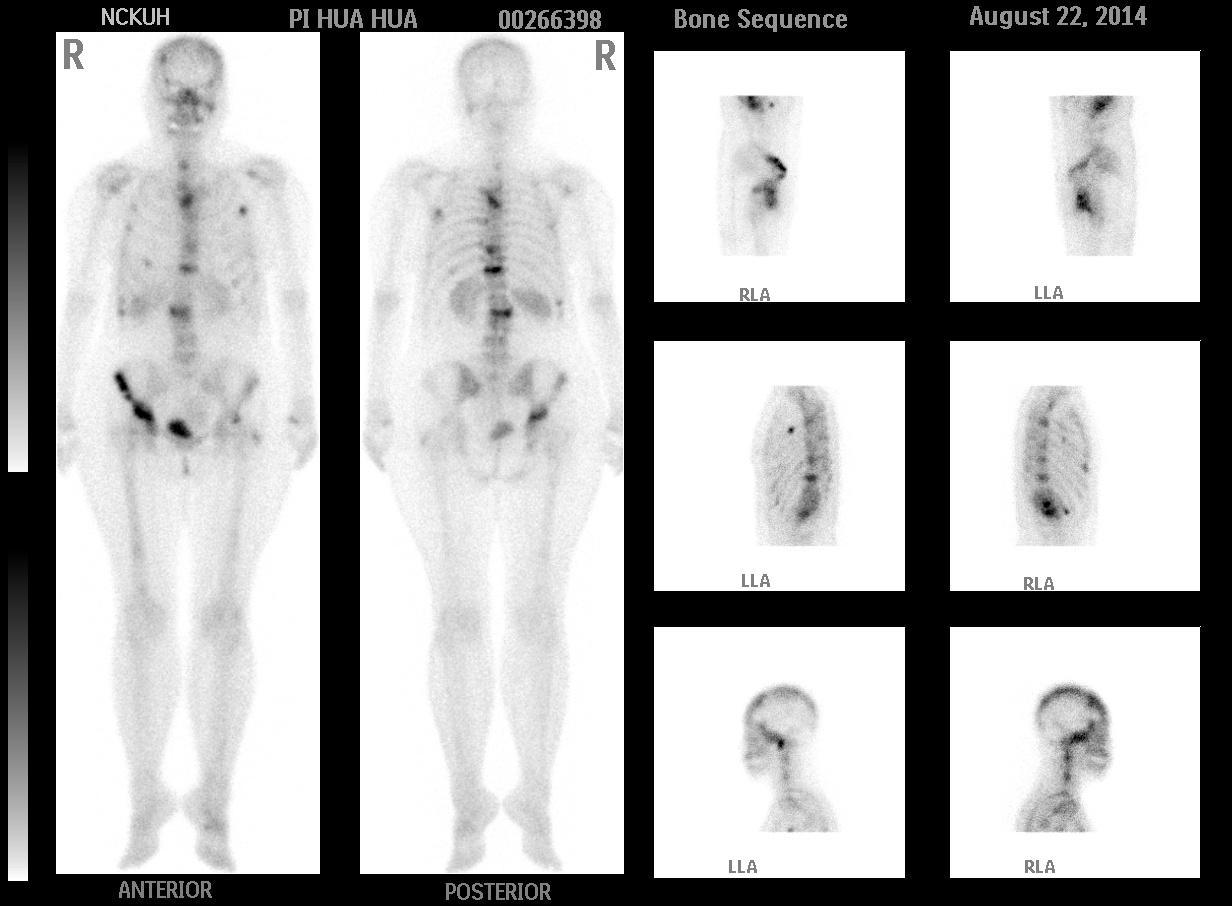 NCKUH PI HUA HUA 00266398 Bone Sequence August 22, 2014
R R
RLA LLA
LLA RLA
LLA RLA
ANTERIOR POSTERIOR